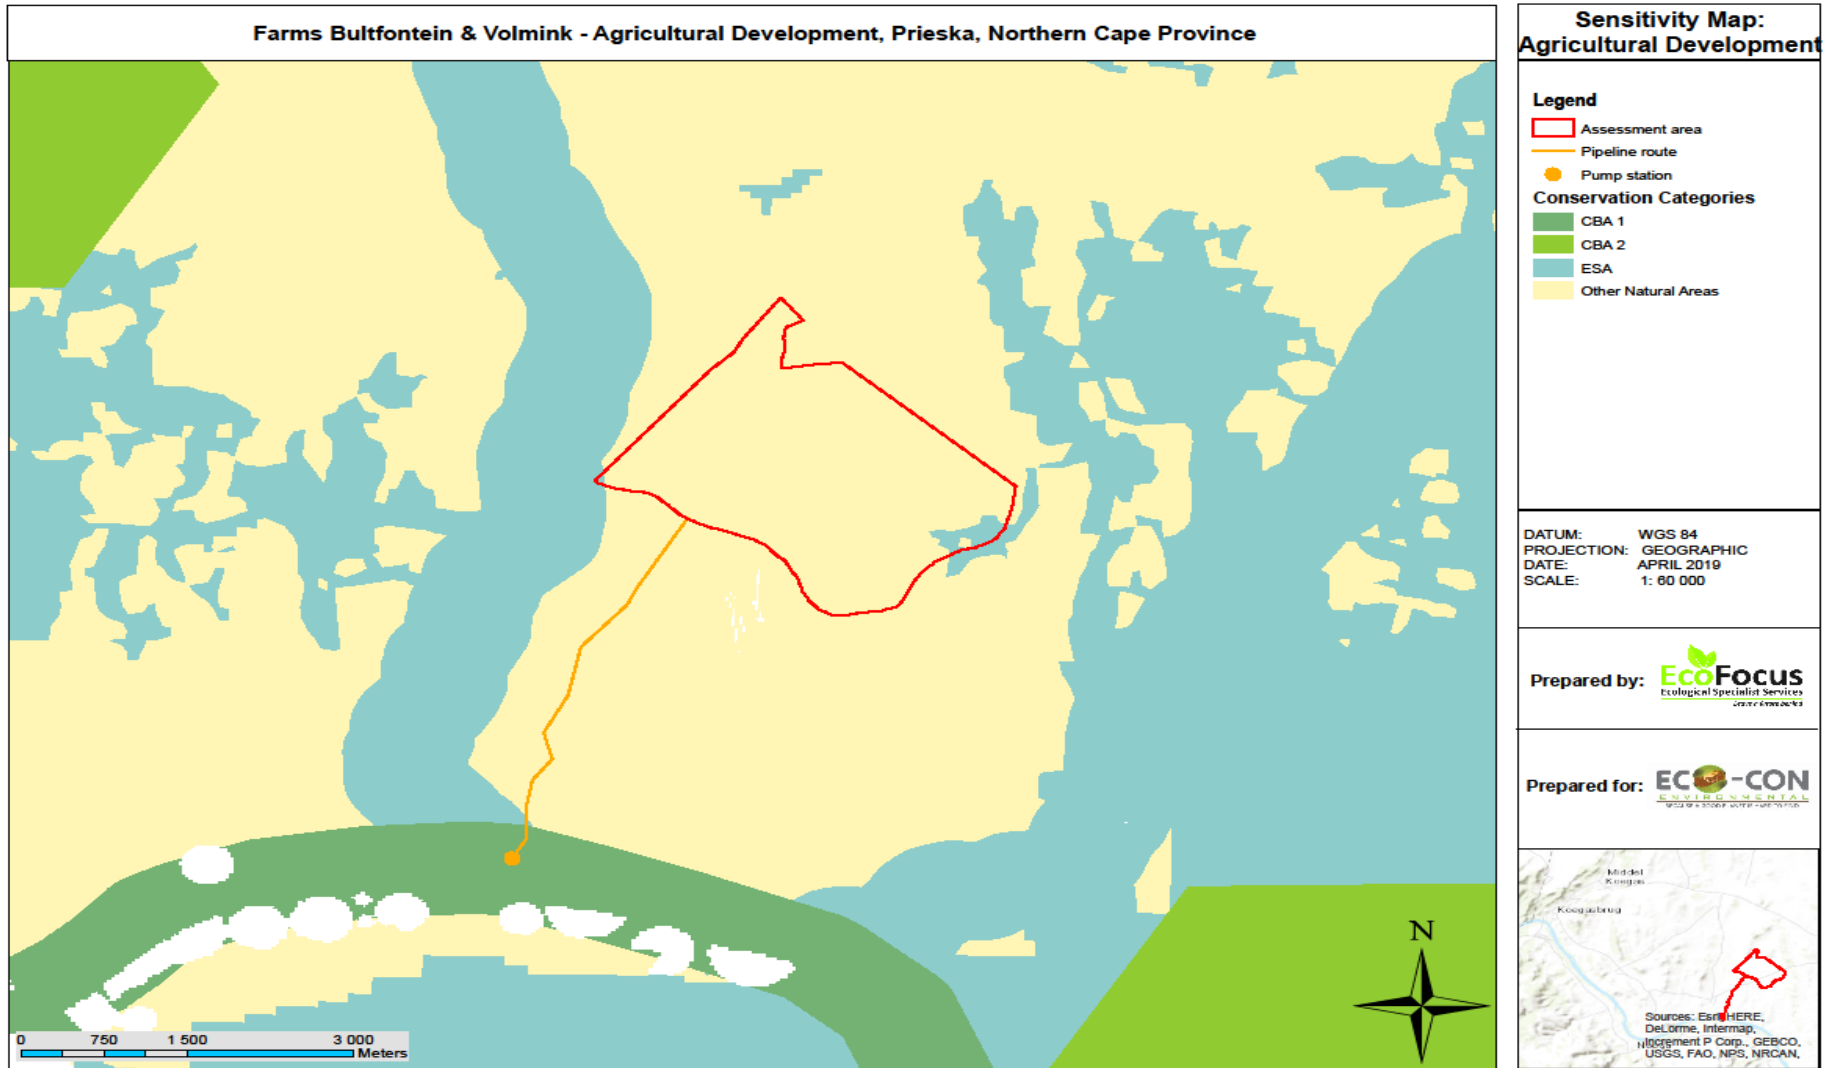 Farms Bultfontein & Volmink - Agricultural Development, Prieska, Northern Cape Province
Sensitivity Map:
Agricultural Development
Legend
Assessment area
Pipeline route
Pump station
Conservation Categories
CBA 1
CBA 2
ESA
Other Natural Areas
DATUM: WGS 84
PROJECTION: GEOGRAPHIC
DATE: APRIL 2019
SCALE: 1: 60 000
Prepared by: EcoFocus
Ecological Specialist Services
Prepared for: ECO-CON
ENVIRONMENTAL
Middel
Koegas
Koegasbrug
Sources: Esri, HERE,
DeLorme, Intermap,
Increment P Corp., GEBCO,
USGS, FAO, NPS, NRCAN,
N
0 750 1 500 3 000
Meters